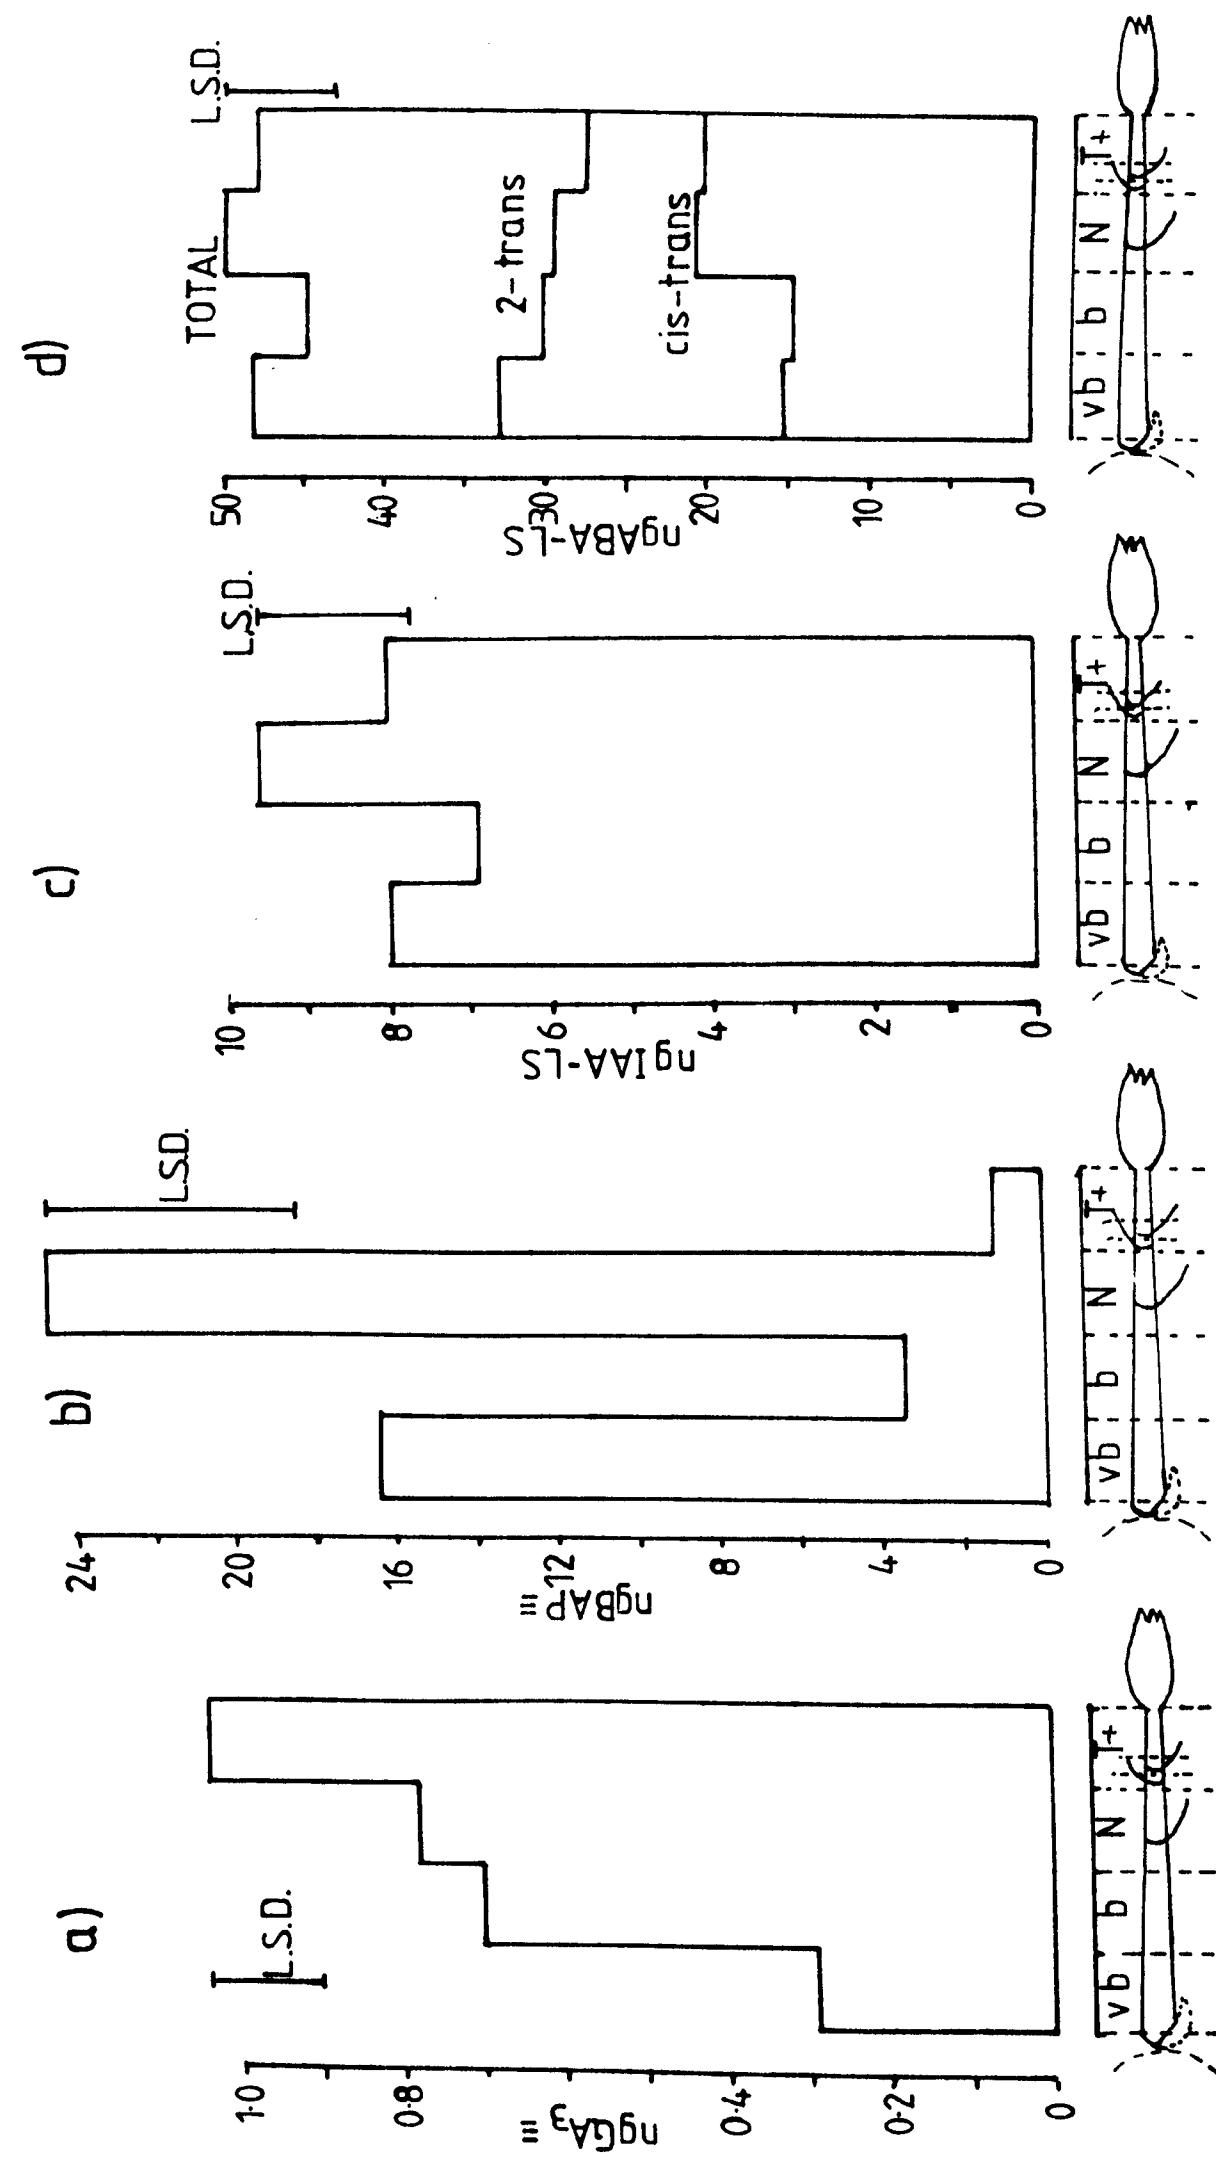 a)
L.S.D.
ngGA₃≡
1·0
0·8
0·4
0·2
0
vb b N T+
b)
L.S.D.
ngBAP≡
24
20
16
12
8
4
0
vb b N T+
c)
L.S.D.
ngIAA-LS
10
8
6
4
2
0
vb b N T+
d)
L.S.D.
TOTAL
2-trans
cis-trans
ngABA-LS
50
40
30
20
10
0
vb b N T+